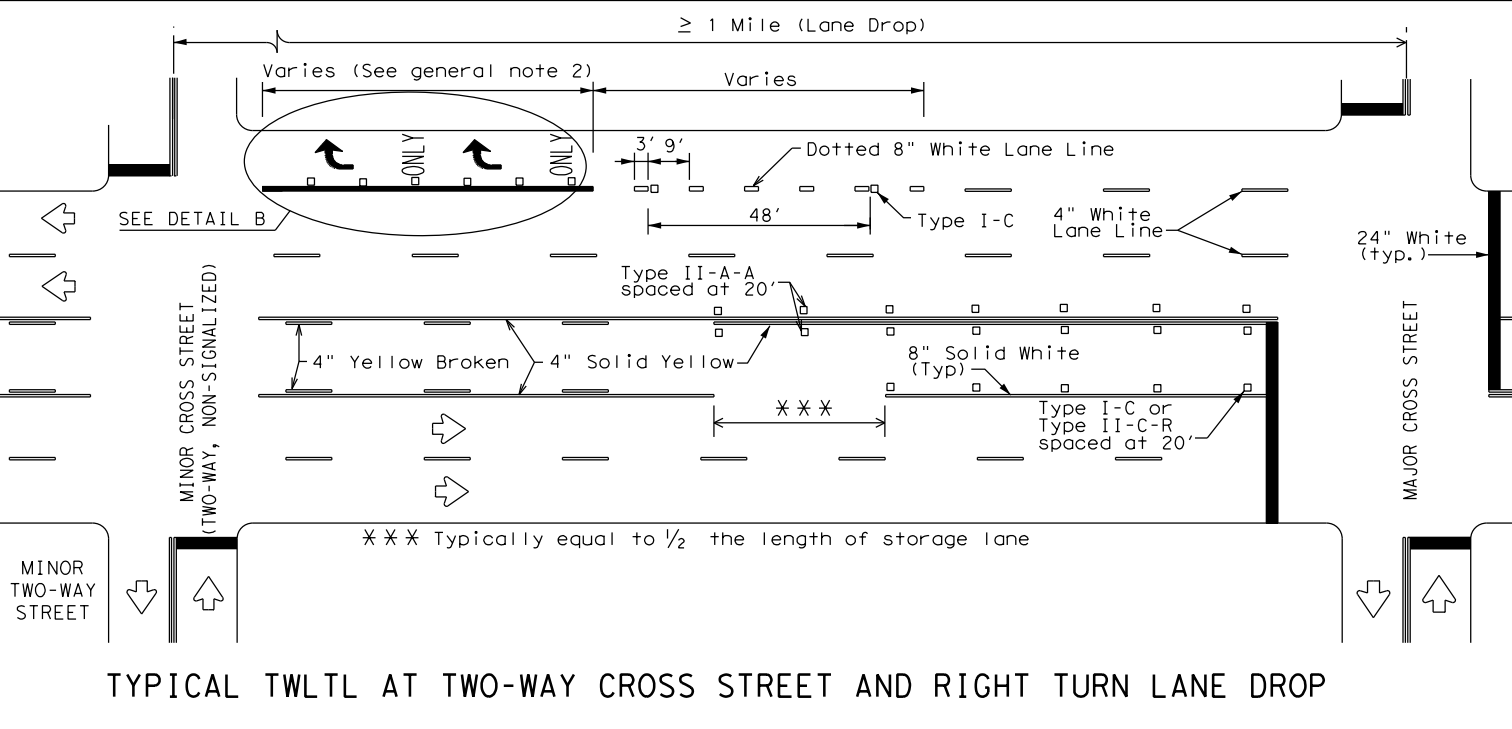 ≥ 1 Mile (Lane Drop)
Varies (See general note 2)
Varies
ONLY
ONLY
3' 9'
Dotted 8" White Lane Line
SEE DETAIL B
48'
Type I-C
4" White
Lane Line
24" White
(typ.)
Type II-A-A
spaced at 20'
4" Yellow Broken
4" Solid Yellow
8" Solid White
(Typ)
***
Type I-C or
Type II-C-R
spaced at 20'
MINOR CROSS STREET
(TWO-WAY, NON-SIGNALIZED)
MAJOR CROSS STREET
*** Typically equal to ½ the length of storage lane
MINOR
TWO-WAY
STREET
TYPICAL TWLTL AT TWO-WAY CROSS STREET AND RIGHT TURN LANE DROP